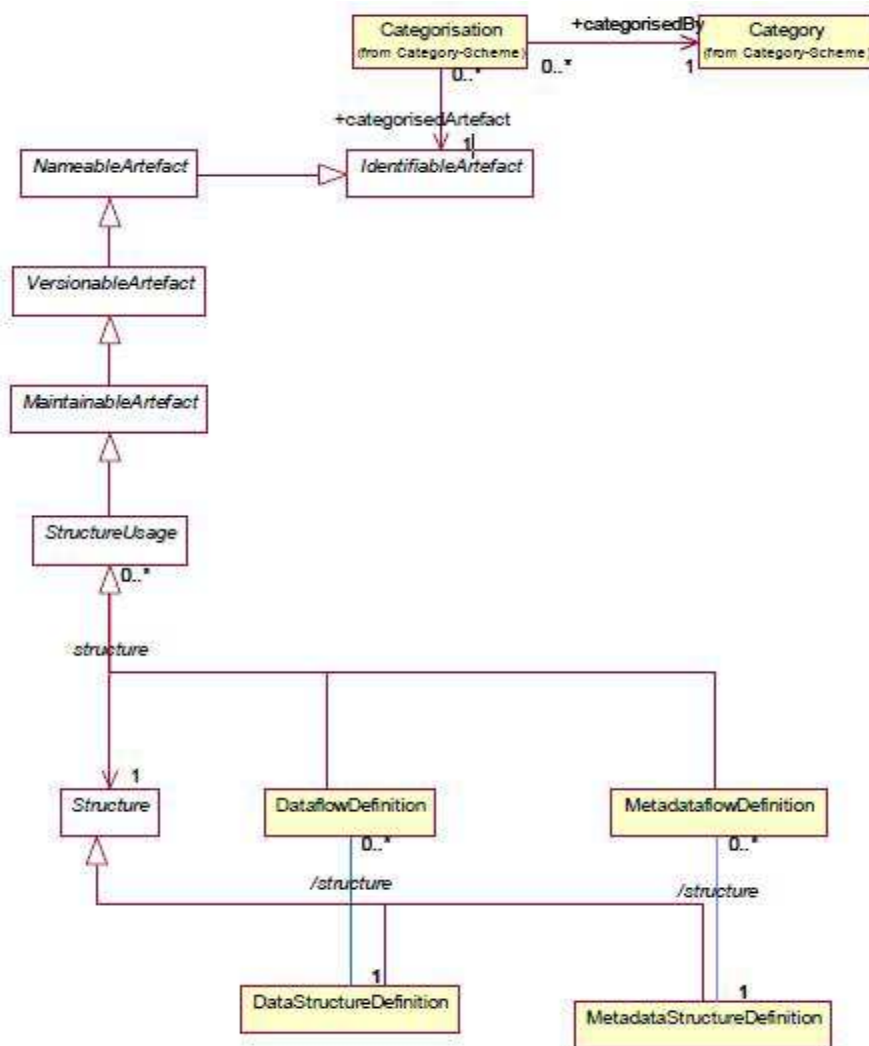 Categorisation
(from Category-Scheme)
+categorisedBy
Category
(from Category-Scheme)
0..*
0..*
1
+categorisedArtefact
1
NameableArtefact
IdentifiableArtefact
VersionableArtefact
MaintainableArtefact
StructureUsage
0..*
structure
1
Structure
DataflowDefinition
MetadataflowDefinition
0..*
0..*
/structure
/structure
1
1
DataStructureDefinition
MetadataStructureDefinition